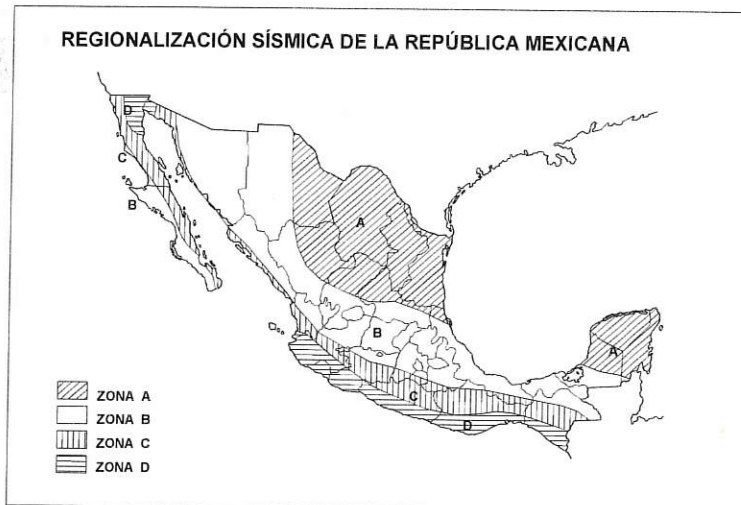 REGIONALIZACIÓN SÍSMICA DE LA REPÚBLICA MEXICANA
D
C
B
A
B
A
C
D
ZONA A
ZONA B
ZONA C
ZONA D